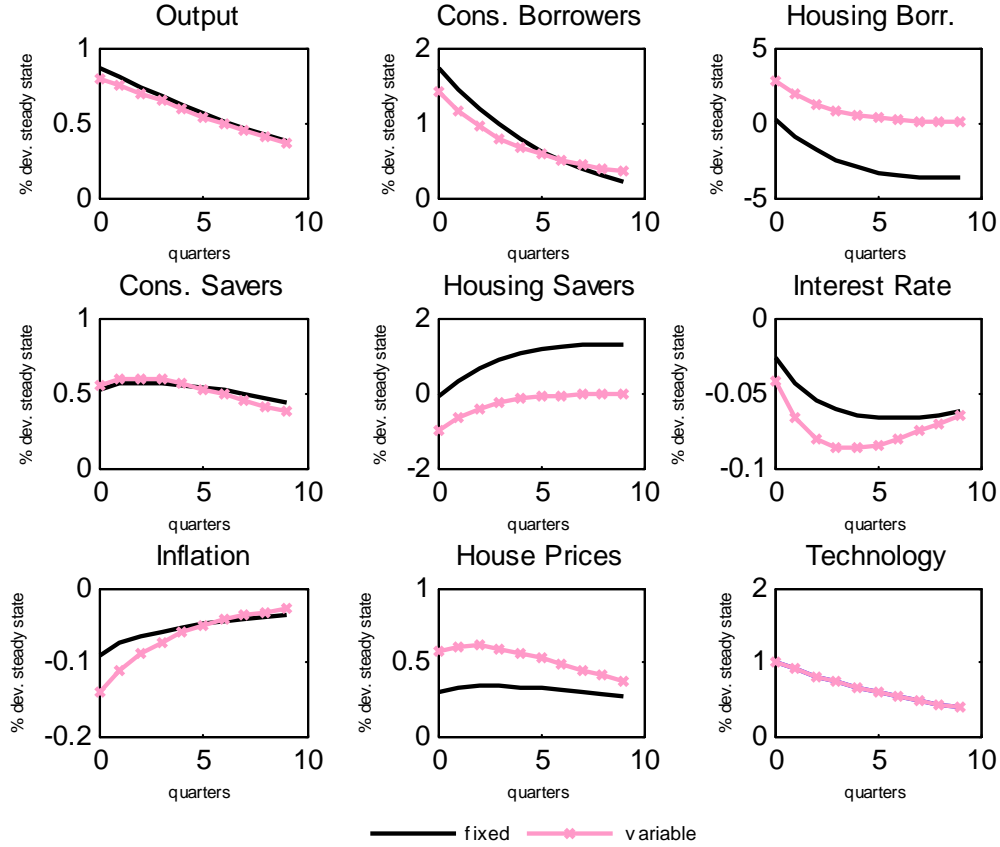 Output
Cons. Borrowers
Housing Borr.
% dev. steady state
1
0.5
0
0 5 10
quarters
% dev. steady state
2
1
0
0 5 10
quarters
% dev. steady state
5
0
-5
0 5 10
quarters
Cons. Savers
Housing Savers
Interest Rate
% dev. steady state
1
0.5
0
0 5 10
quarters
% dev. steady state
2
0
-2
0 5 10
quarters
% dev. steady state
0
-0.05
-0.1
0 5 10
quarters
Inflation
House Prices
Technology
% dev. steady state
0
-0.1
-0.2
0 5 10
quarters
% dev. steady state
1
0.5
0
0 5 10
quarters
% dev. steady state
2
1
0
0 5 10
quarters
fixed
variable